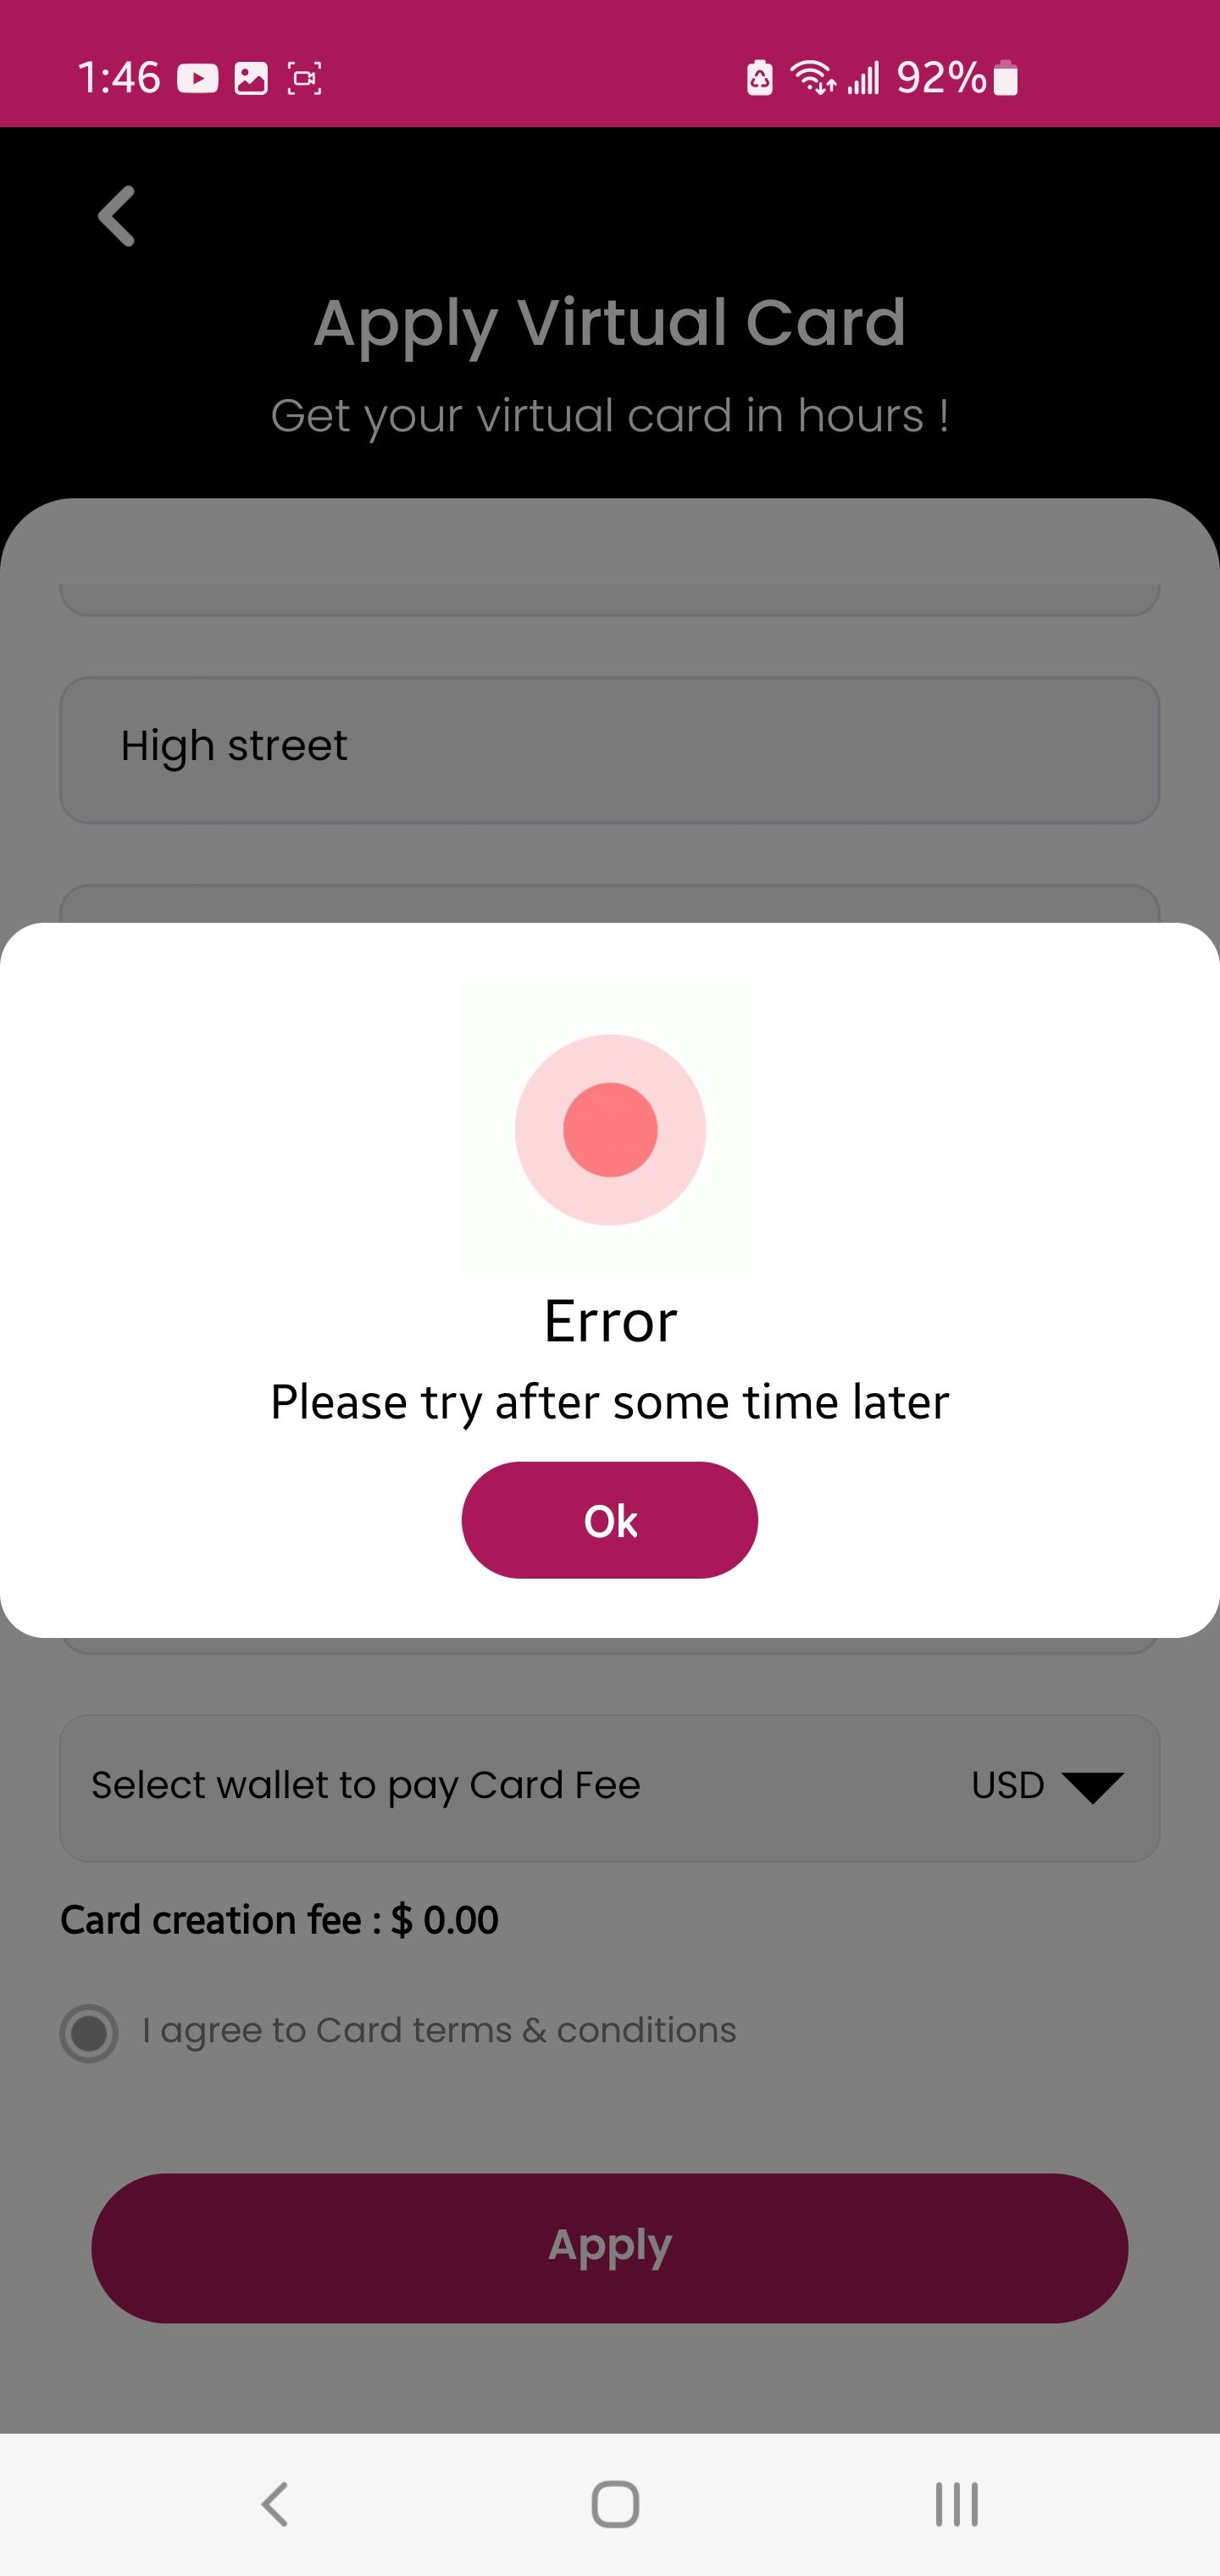 1:46 92%
Apply Virtual Card
Get your virtual card in hours !
High street
Error
Please try after some time later
Ok
Select wallet to pay Card Fee USD
Card creation fee : $ 0.00
I agree to Card terms & conditions
Apply